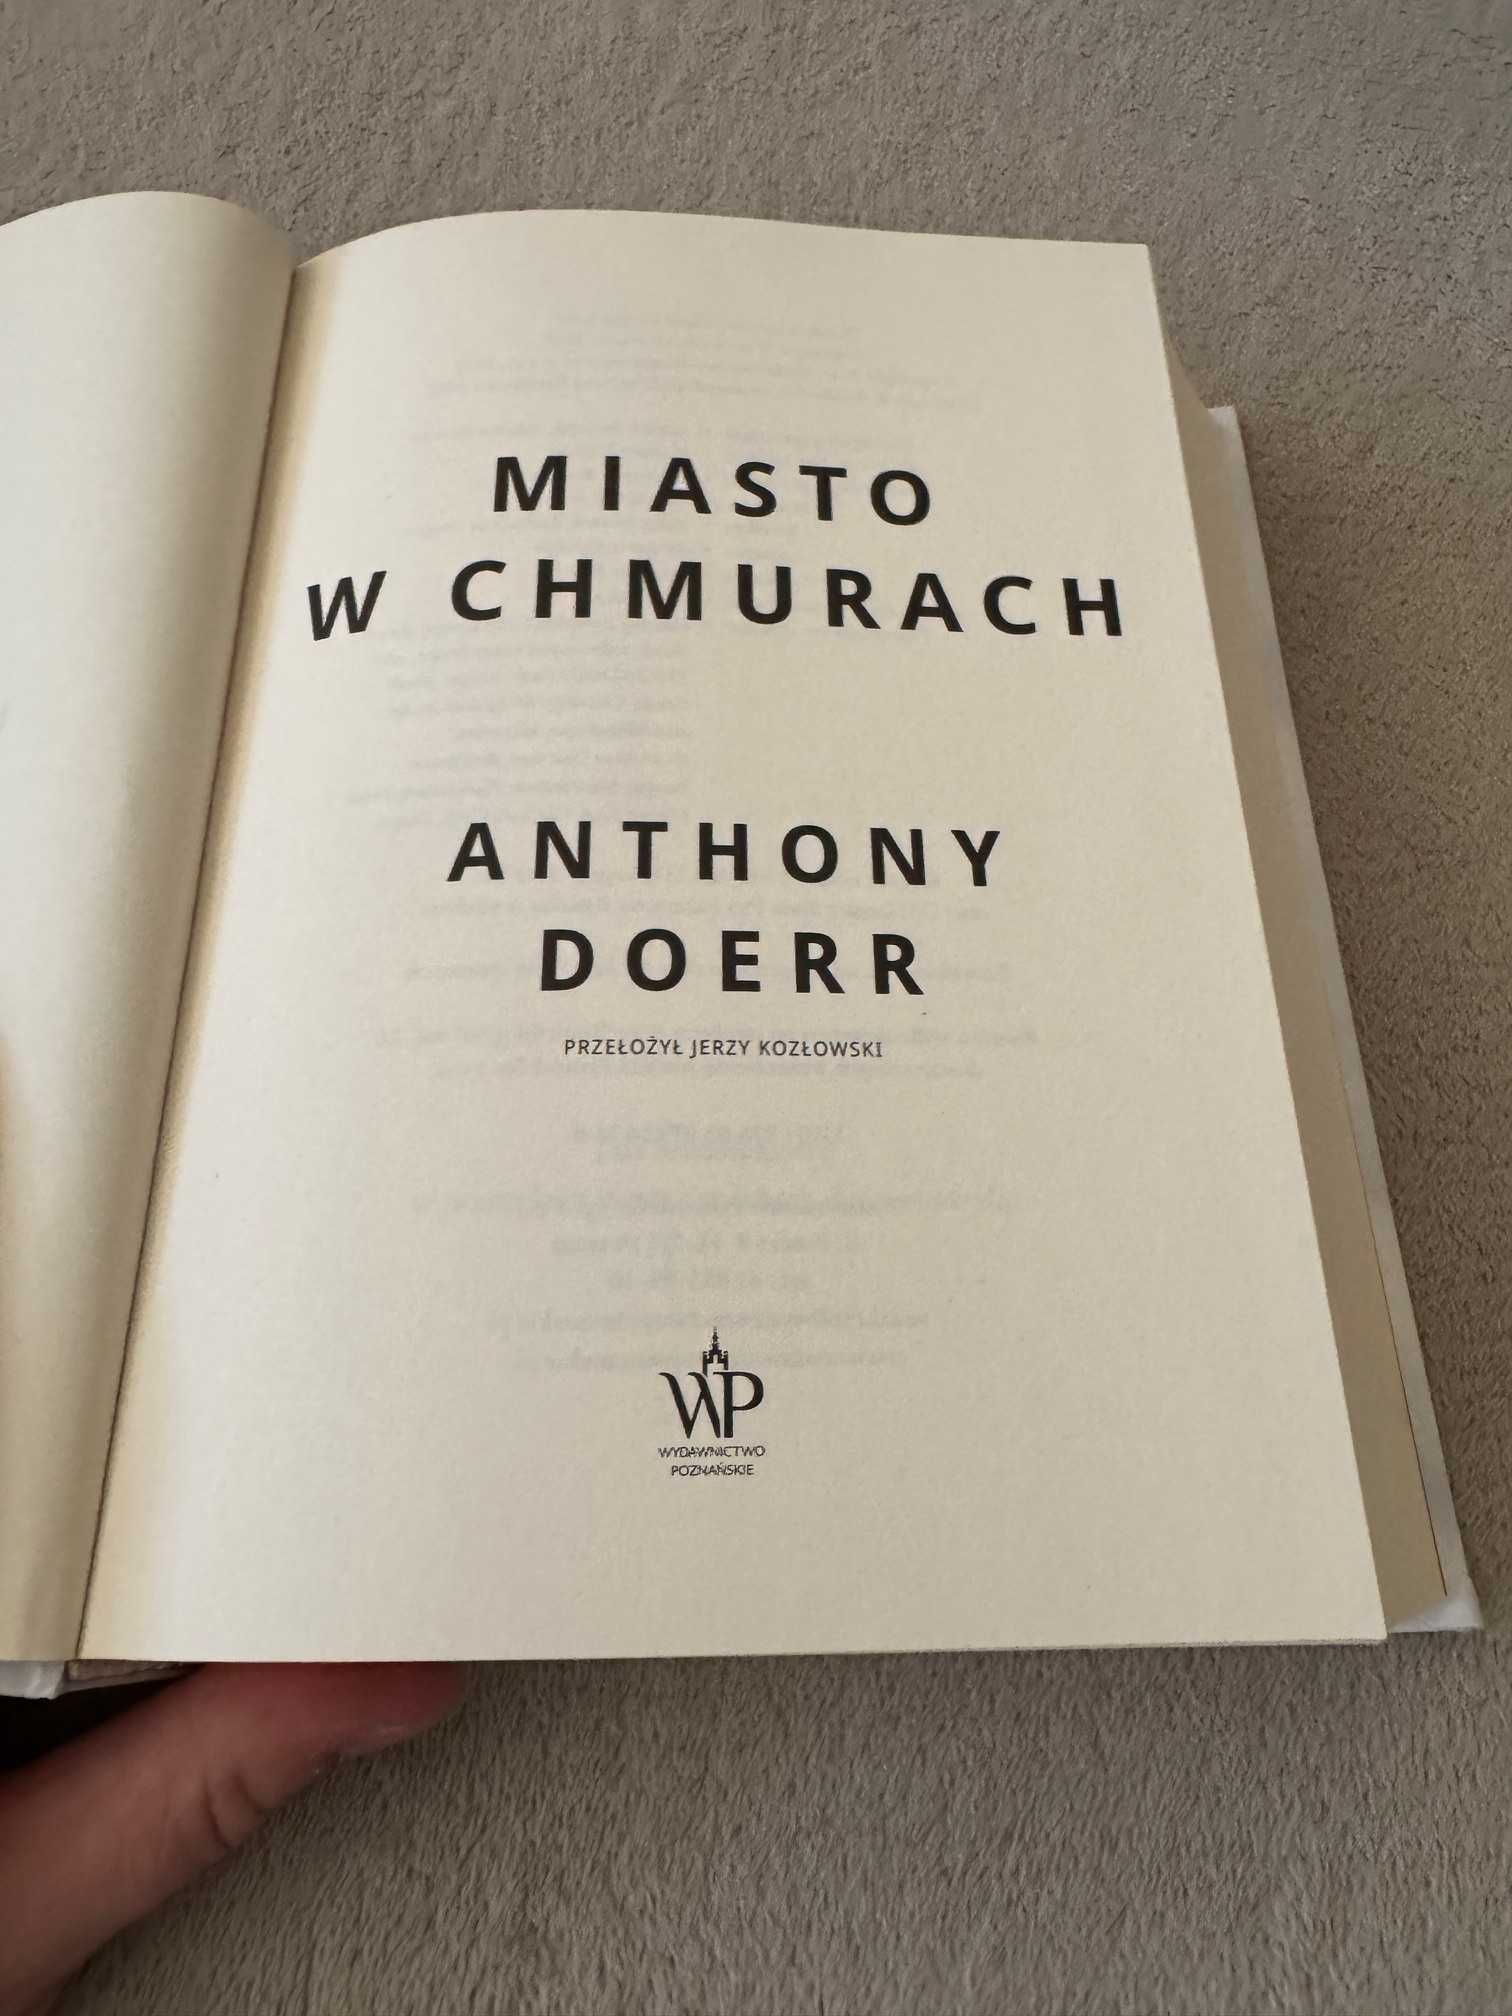 MIASTO
W CHMURACH
ANTHONY
DOERR
PRZEŁOŻYŁ JERZY KOZŁOWSKI
WP
WYDAWNICTWO
POZNAŃSKIE